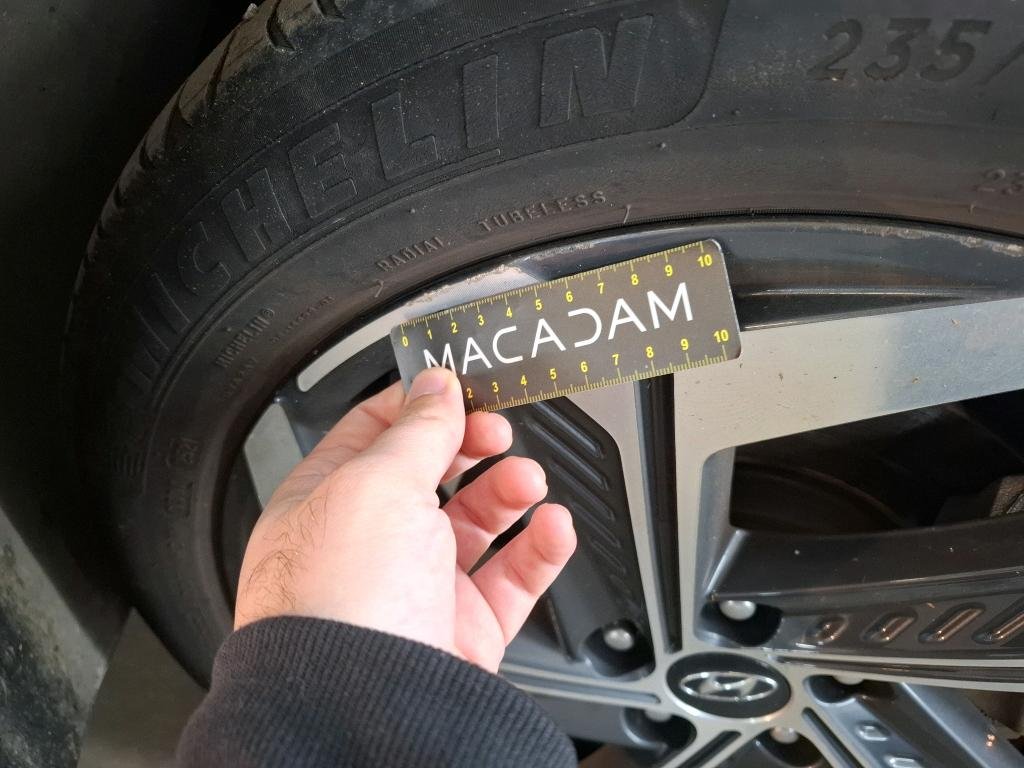 MICHELIN
235/
RADIAL TUBELESS
MICHELIN®
0 1 2 3 4 5 6 7 8 9 10
MACADAM
2 3 4 5 6 7 8 9 10